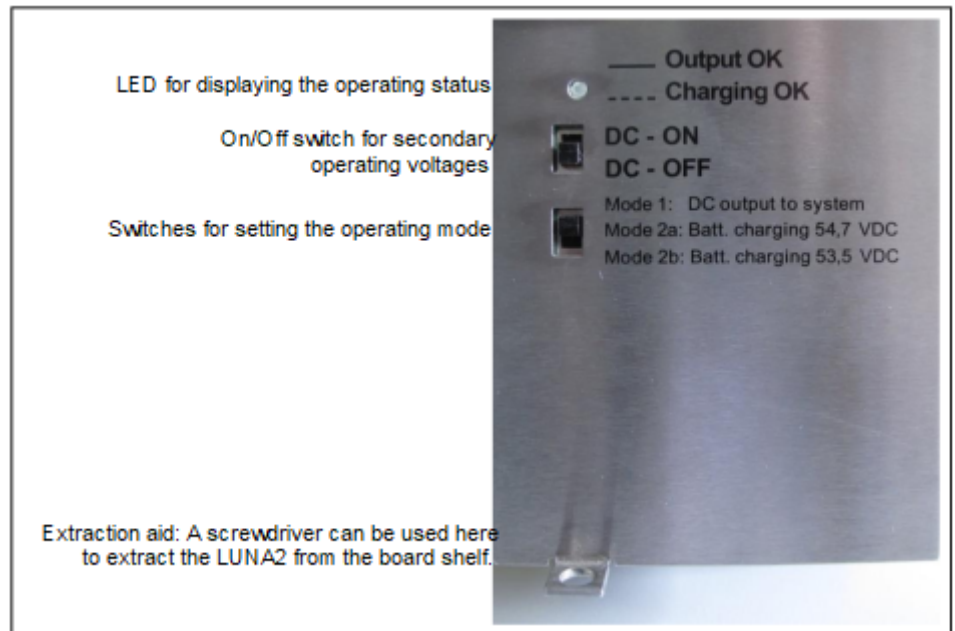 LED for displaying the operating status
____ Output OK
---- Charging OK
On/Off switch for secondary
operating voltages
DC - ON
DC - OFF
Switches for setting the operating mode
Mode 1: DC output to system
Mode 2a: Batt. charging 54,7 VDC
Mode 2b: Batt. charging 53,5 VDC
Extraction aid: A screwdriver can be used here
to extract the LUNA2 from the board shelf.